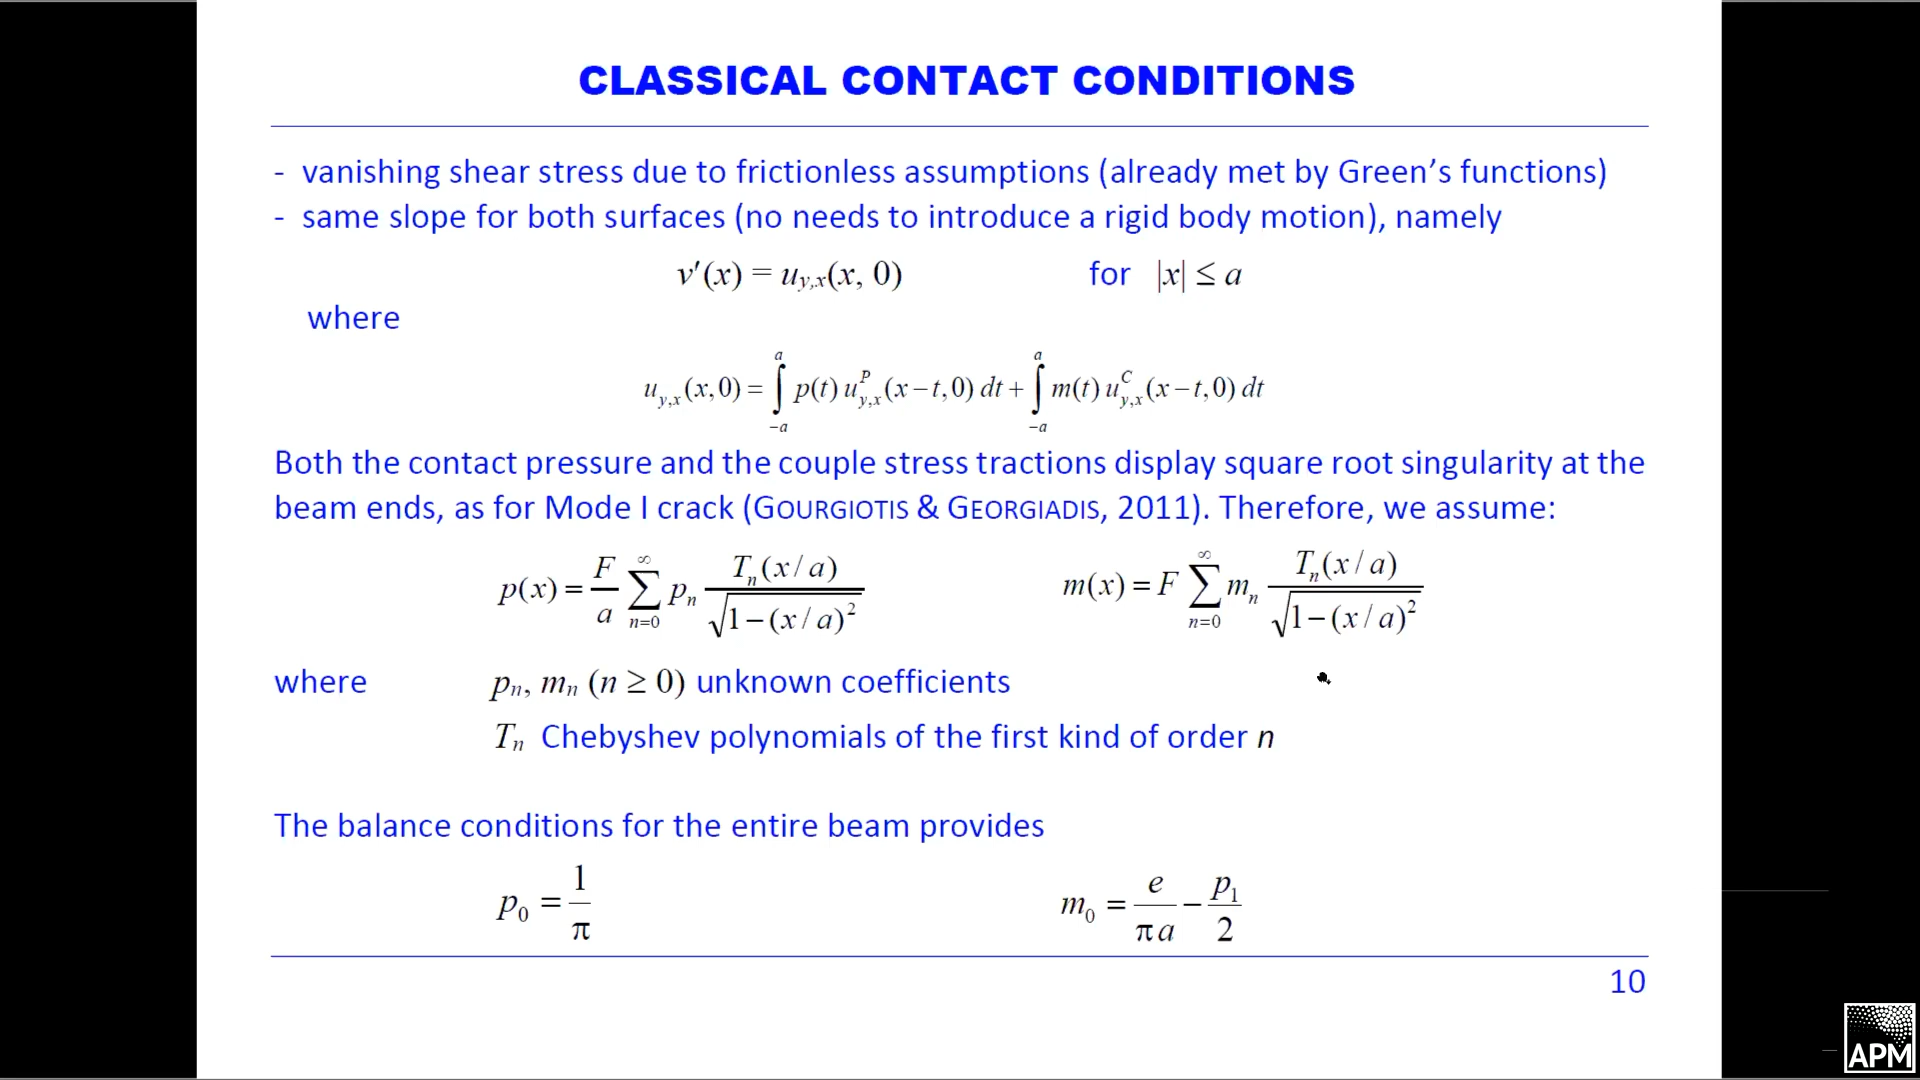 CLASSICAL CONTACT CONDITIONS
- vanishing shear stress due to frictionless assumptions (already met by Green’s functions)
- same slope for both surfaces (no needs to introduce a rigid body motion), namely
v′(x) = u_{y,x}(x, 0) for |x| ≤ a
where
u_{y,x}(x,0) = ∫_{−a}^{a} p(t) u^P_{y,x}(x−t,0) dt + ∫_{−a}^{a} m(t) u^C_{y,x}(x−t,0) dt
Both the contact pressure and the couple stress tractions display square root singularity at the
beam ends, as for Mode I crack (GOURGIOTIS & GEORGIADIS, 2011). Therefore, we assume:
p(x) = F/a ∑_{n=0}^{∞} p_n T_n(x/a)/√(1−(x/a)²) m(x) = F ∑_{n=0}^{∞} m_n T_n(x/a)/√(1−(x/a)²)
where p_n, m_n (n ≥ 0) unknown coefficients
T_n Chebyshev polynomials of the first kind of order n
The balance conditions for the entire beam provides
p_0 = 1/π m_0 = e/(πa) − p_1/2
10
APM